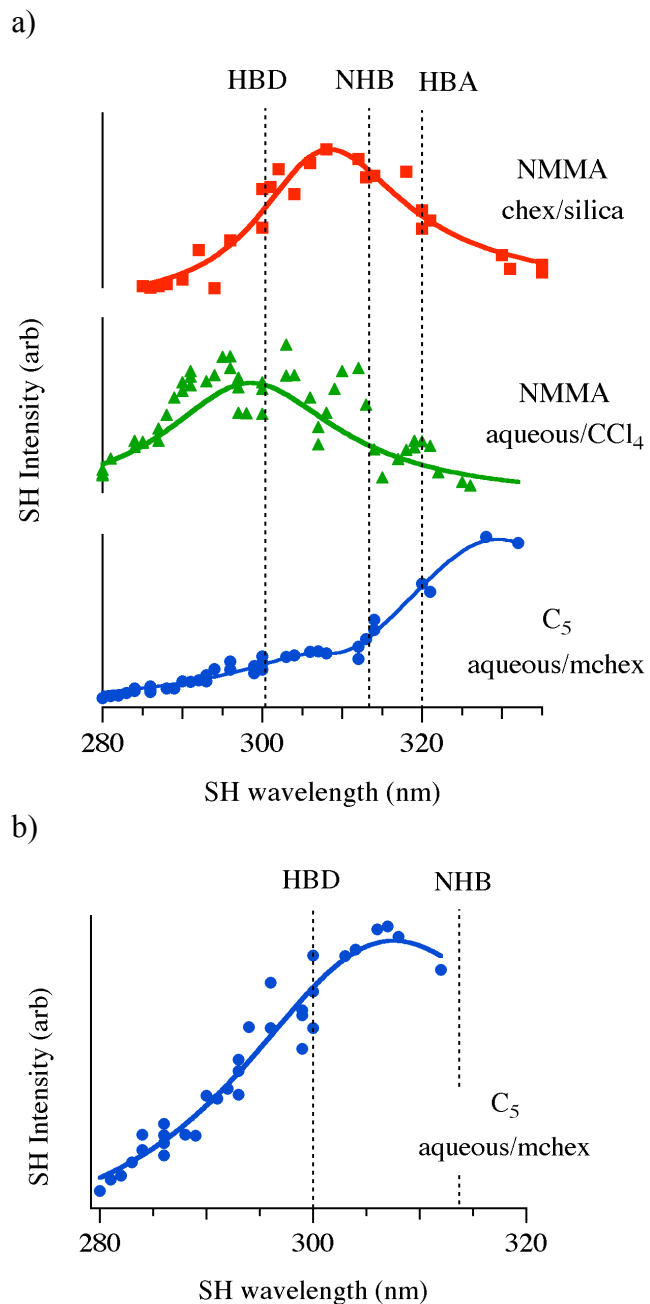 a)
HBD NHB HBA
NMMA
chex/silica
NMMA
aqueous/CCl₄
C₅
aqueous/mchex
SH Intensity (arb)
280 300 320
SH wavelength (nm)
b)
HBD NHB
C₅
aqueous/mchex
SH Intensity (arb)
280 300 320
SH wavelength (nm)